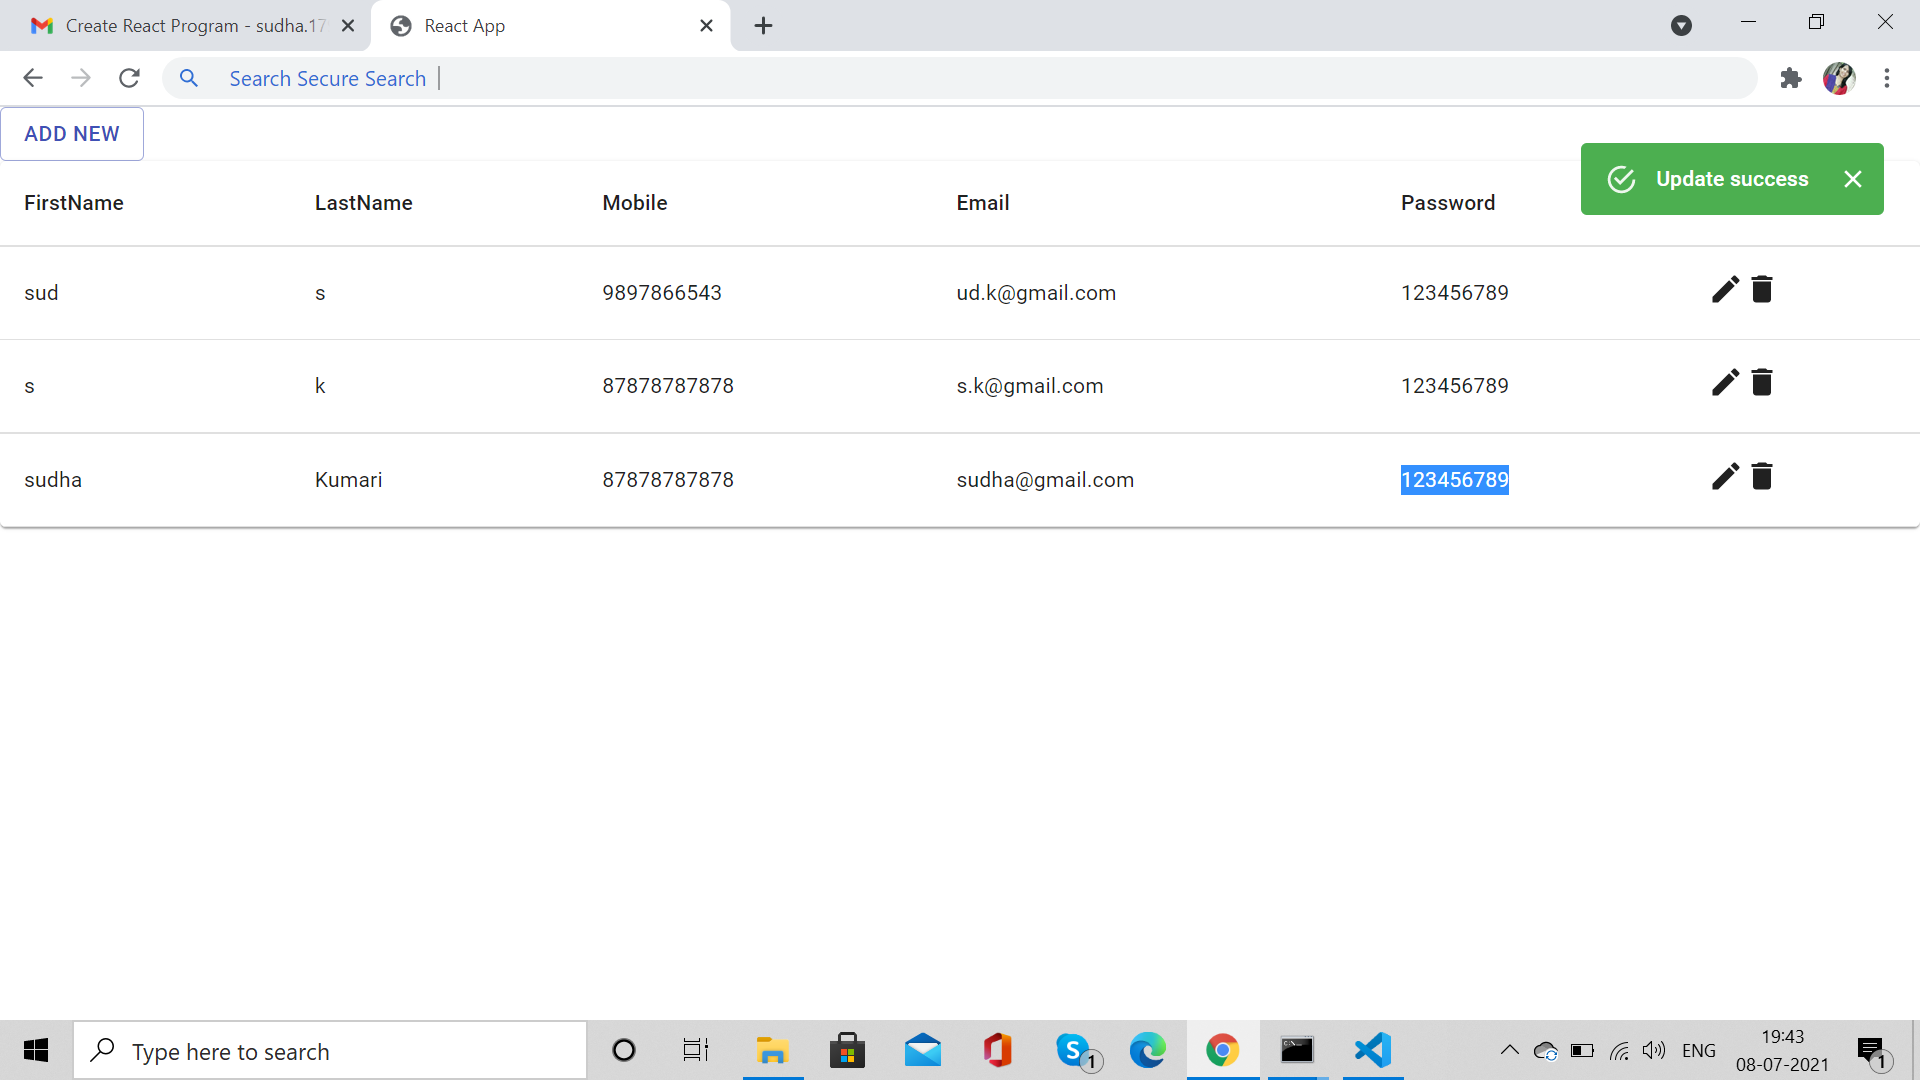 Create React Program - sudha.17
React App
Search Secure Search
ADD NEW
Update success
FirstName LastName Mobile Email Password
sud s 9897866543 ud.k@gmail.com 123456789
s k 87878787878 s.k@gmail.com 123456789
sudha Kumari 87878787878 sudha@gmail.com 123456789
Type here to search
S 1
ENG
19:43
08-07-2021
1